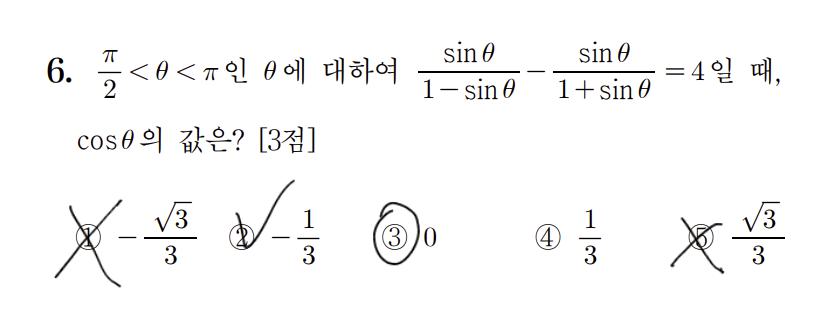 6. π/2 < θ < π인 θ에 대하여 sinθ/(1−sinθ) − sinθ/(1+sinθ) = 4일 때,
cosθ의 값은? [3점]
① −√3/3 ② −1/3 ③ 0 ④ 1/3 ⑤ √3/3